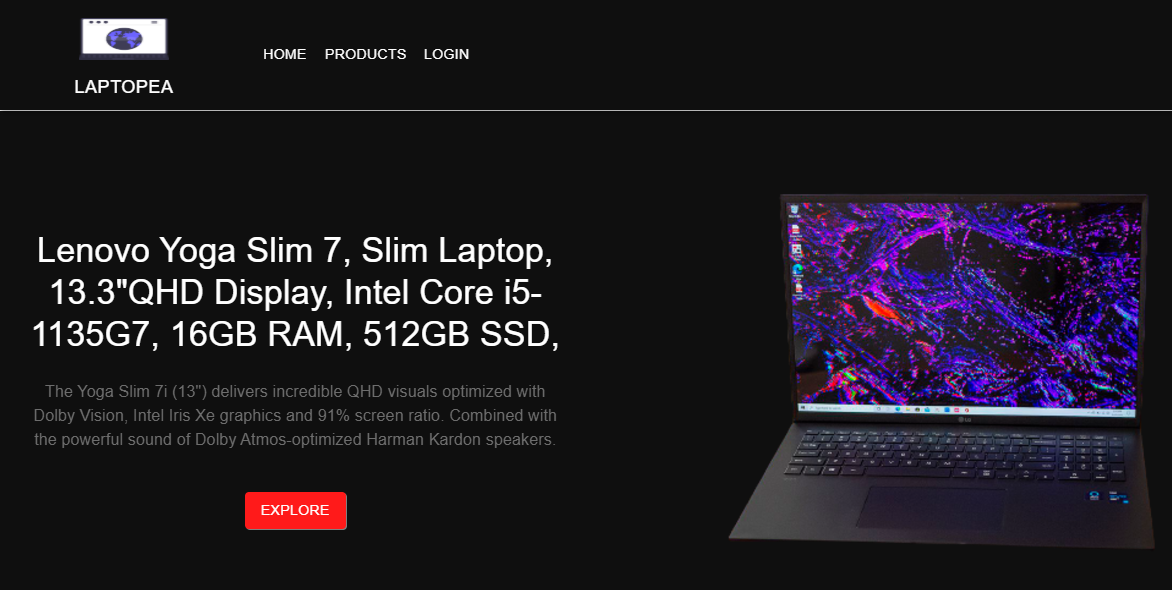 LAPTOPEA
HOME PRODUCTS LOGIN
Lenovo Yoga Slim 7, Slim Laptop,
13.3"QHD Display, Intel Core i5-
1135G7, 16GB RAM, 512GB SSD,
The Yoga Slim 7i (13") delivers incredible QHD visuals optimized with
Dolby Vision, Intel Iris Xe graphics and 91% screen ratio. Combined with
the powerful sound of Dolby Atmos-optimized Harman Kardon speakers.
EXPLORE
LG